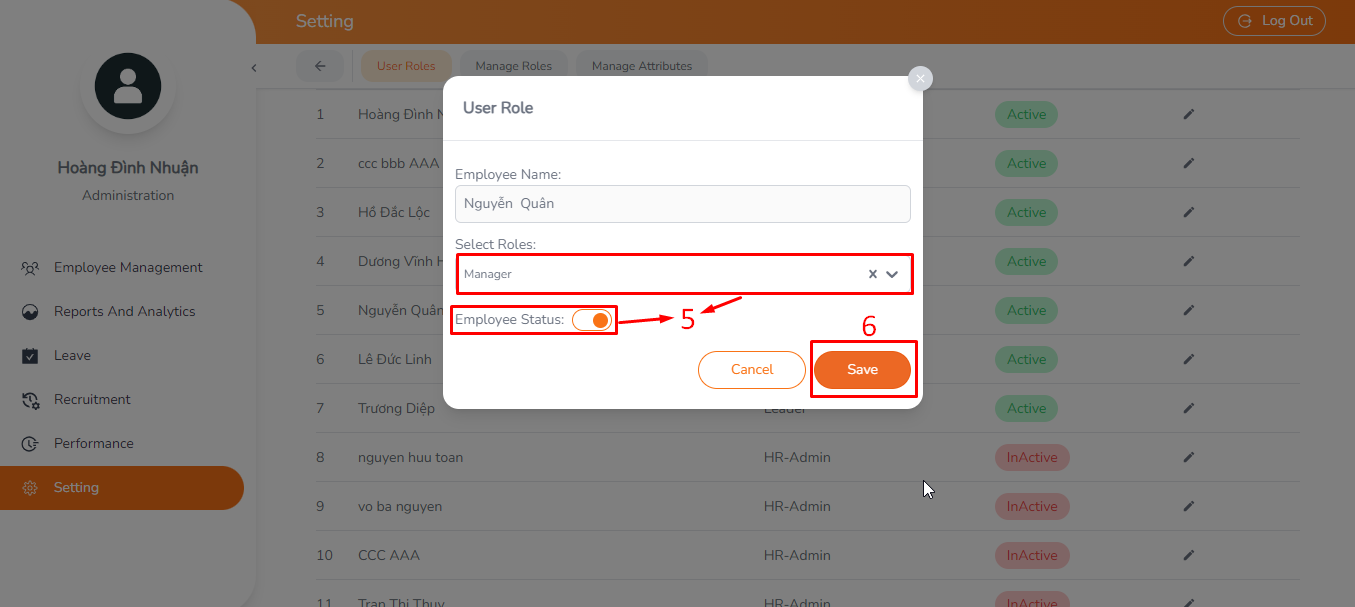 Setting
Log Out
Hoàng Đình Nhuận
Administration
Employee Management
Reports And Analytics
Leave
Recruitment
Performance
Setting
User Roles
Manage Roles
Manage Attributes
1 Hoàng Đình Active
2 ccc bbb AAA Active
3 Hồ Đắc Lộc Active
4 Dương Vĩnh Active
5 Nguyễn Quân Active
6 Lê Đức Linh Active
7 Trương Diệp Leader Active
8 nguyen huu toan HR-Admin InActive
9 vo ba nguyen HR-Admin InActive
10 CCC AAA HR-Admin InActive
11 Tran Thi Thuy HR-Admin InActive
User Role
Employee Name:
Nguyễn Quân
Select Roles:
Manager
Employee Status:
5
6
Cancel
Save